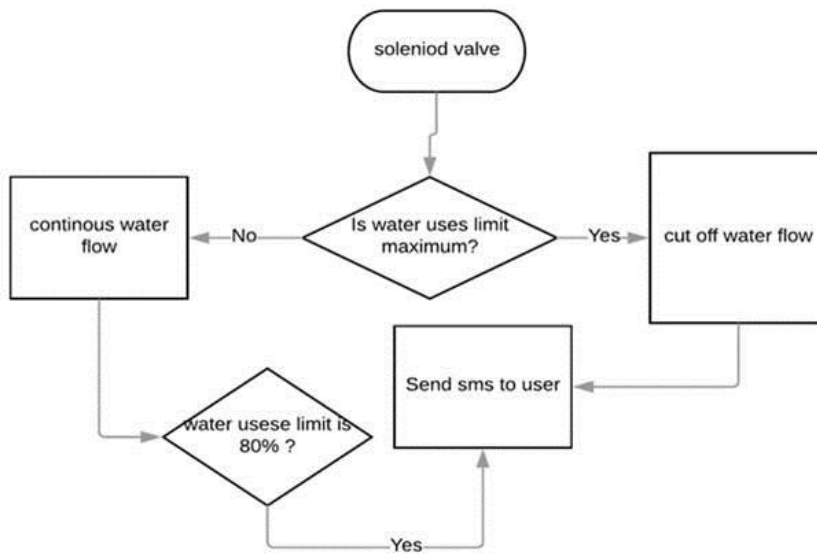 soleniod valve
Is water uses limit
maximum?
No
Yes
continous water
flow
cut off water flow
Send sms to user
water usese limit is
80% ?
Yes